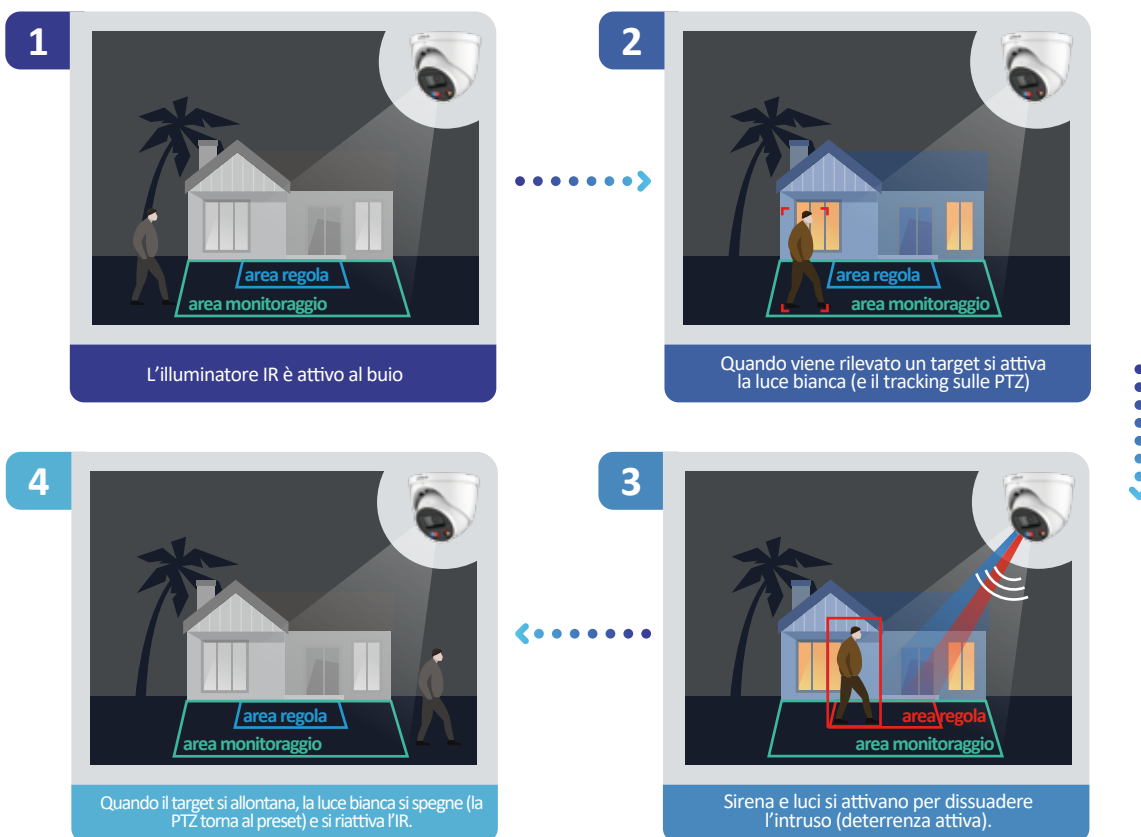 1
area regola
area monitoraggio
L'illuminatore IR è attivo al buio
2
area regola
area monitoraggio
Quando viene rilevato un target si attiva
la luce bianca (e il tracking sulle PTZ)
3
area regola
area monitoraggio
Sirena e luci si attivano per dissuadere
l'intruso (deterrenza attiva).
4
area regola
area monitoraggio
Quando il target si allontana, la luce bianca si spegne (la
PTZ torna al preset) e si riattiva l'IR.